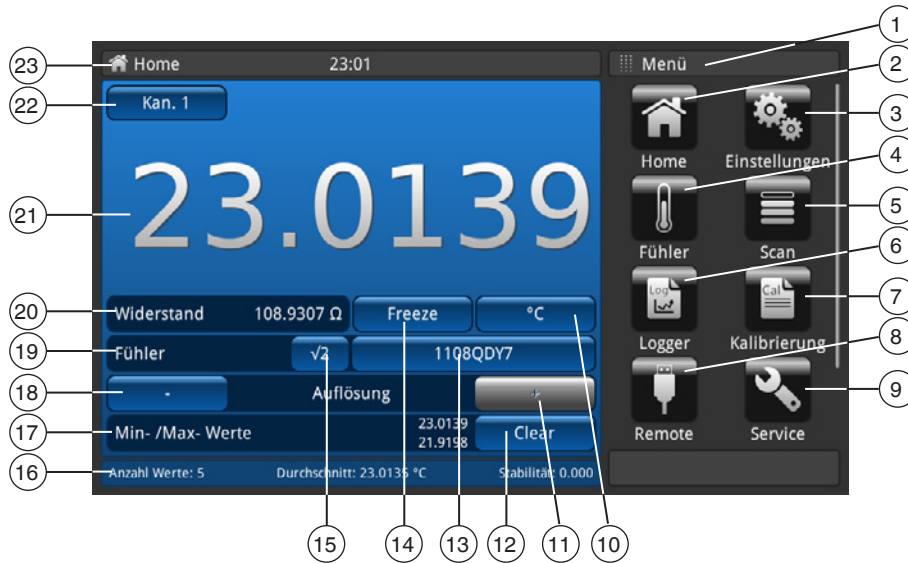 Home 23:01
Kan. 1
23.0139
Widerstand 108.9307 Ω Freeze °C
Fühler √2 1108QDY7
- Auflösung +
Min- /Max- Werte 23.0139 21.9198 Clear
Anzahl Werte: 5 Durchschnitt: 23.0135 °C Stabilität: 0.000
Menü
Home Einstellungen
Fühler Scan
Log Cal
Logger Kalibrierung
Remote Service
1
2
3
4
5
6
7
8
9
10
11
12
13
14
15
16
17
18
19
20
21
22
23